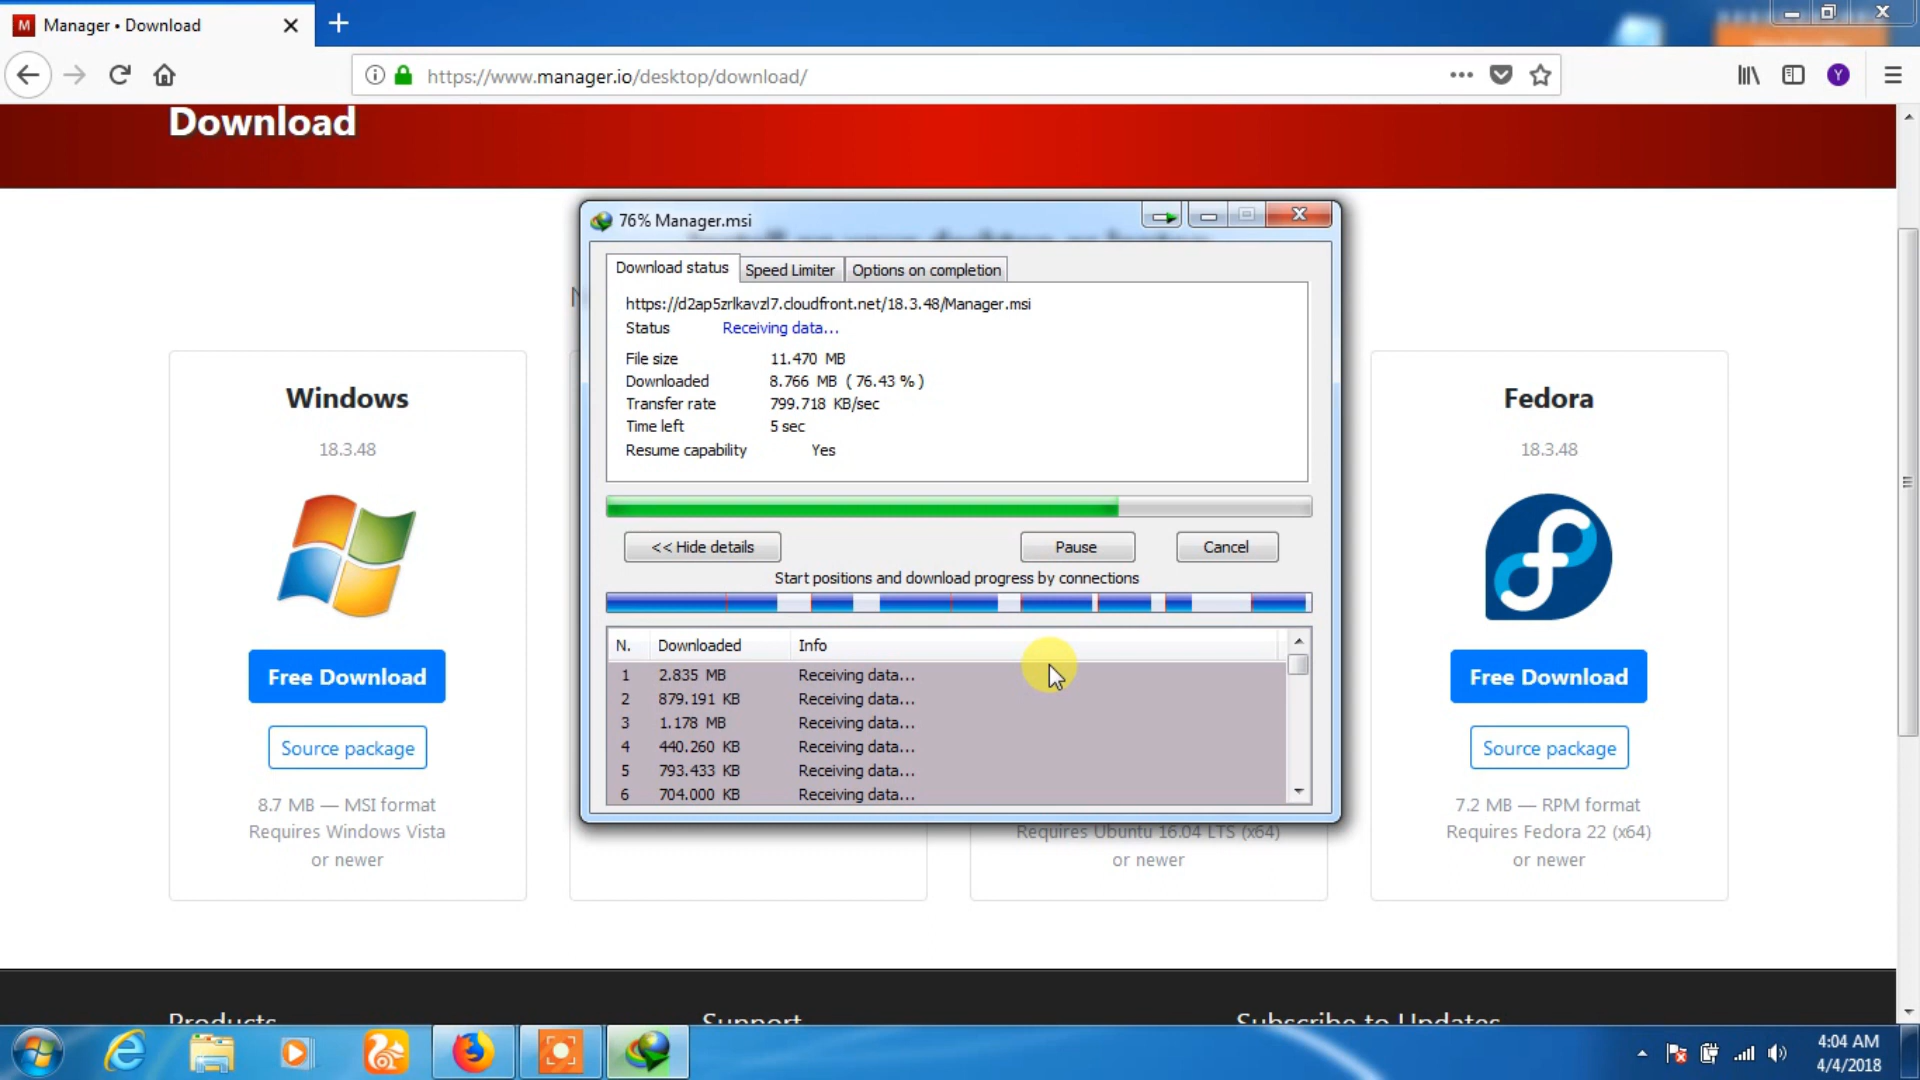 M Manager • Download
https://www.manager.io/desktop/download/
Y
Download
76% Manager.msi
Download status
Speed Limiter
Options on completion
https://d2ap5zrlkavzl7.cloudfront.net/18.3.48/Manager.msi
Status Receiving data...
File size 11.470 MB
Downloaded 8.766 MB ( 76.43 % )
Transfer rate 799.718 KB/sec
Time left 5 sec
Resume capability Yes
<< Hide details
Pause
Cancel
Start positions and download progress by connections
N. Downloaded Info
1 2.835 MB Receiving data...
2 879.191 KB Receiving data...
3 1.178 MB Receiving data...
4 440.260 KB Receiving data...
5 793.433 KB Receiving data...
6 704.000 KB Receiving data...
Windows
18.3.48
Free Download
Source package
8.7 MB — MSI format
Requires Windows Vista
or newer
Requires Ubuntu 16.04 LTS (x64)
or newer
Fedora
18.3.48
Free Download
Source package
7.2 MB — RPM format
Requires Fedora 22 (x64)
or newer
Products
Support
Subscribe to Updates
4:04 AM
4/4/2018